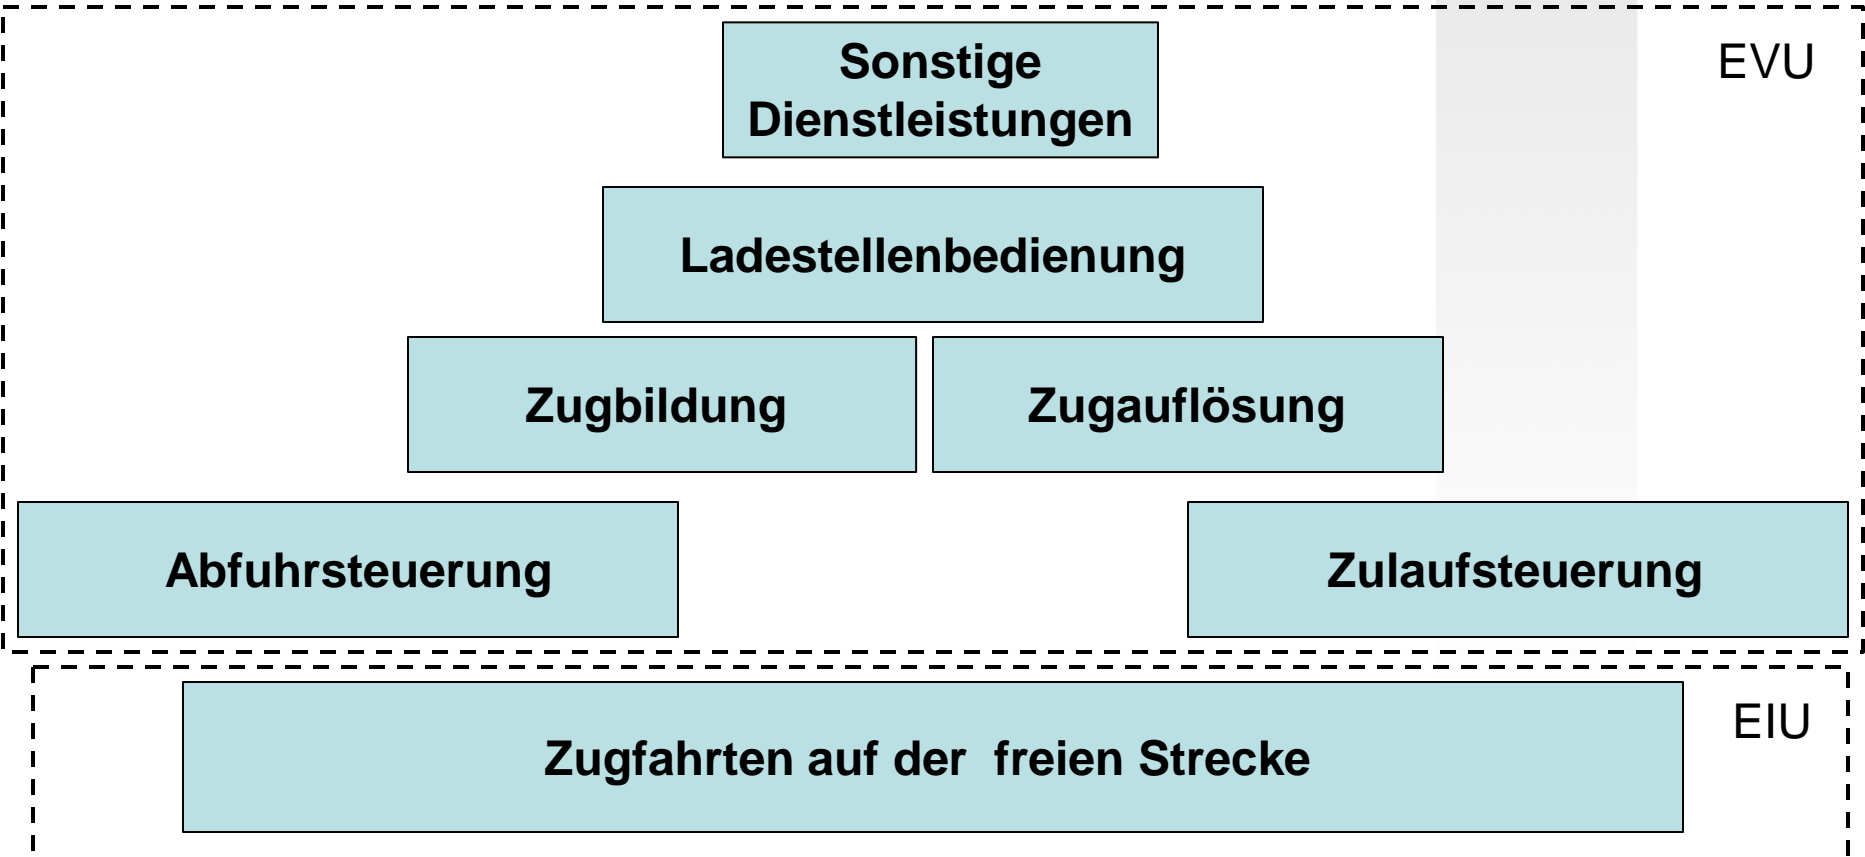 Sonstige
Dienstleistungen
EVU
Ladestellenbedienung
Zugbildung
Zugauflösung
Abfuhrsteuerung
Zulaufsteuerung
EIU
Zugfahrten auf der  freien Strecke